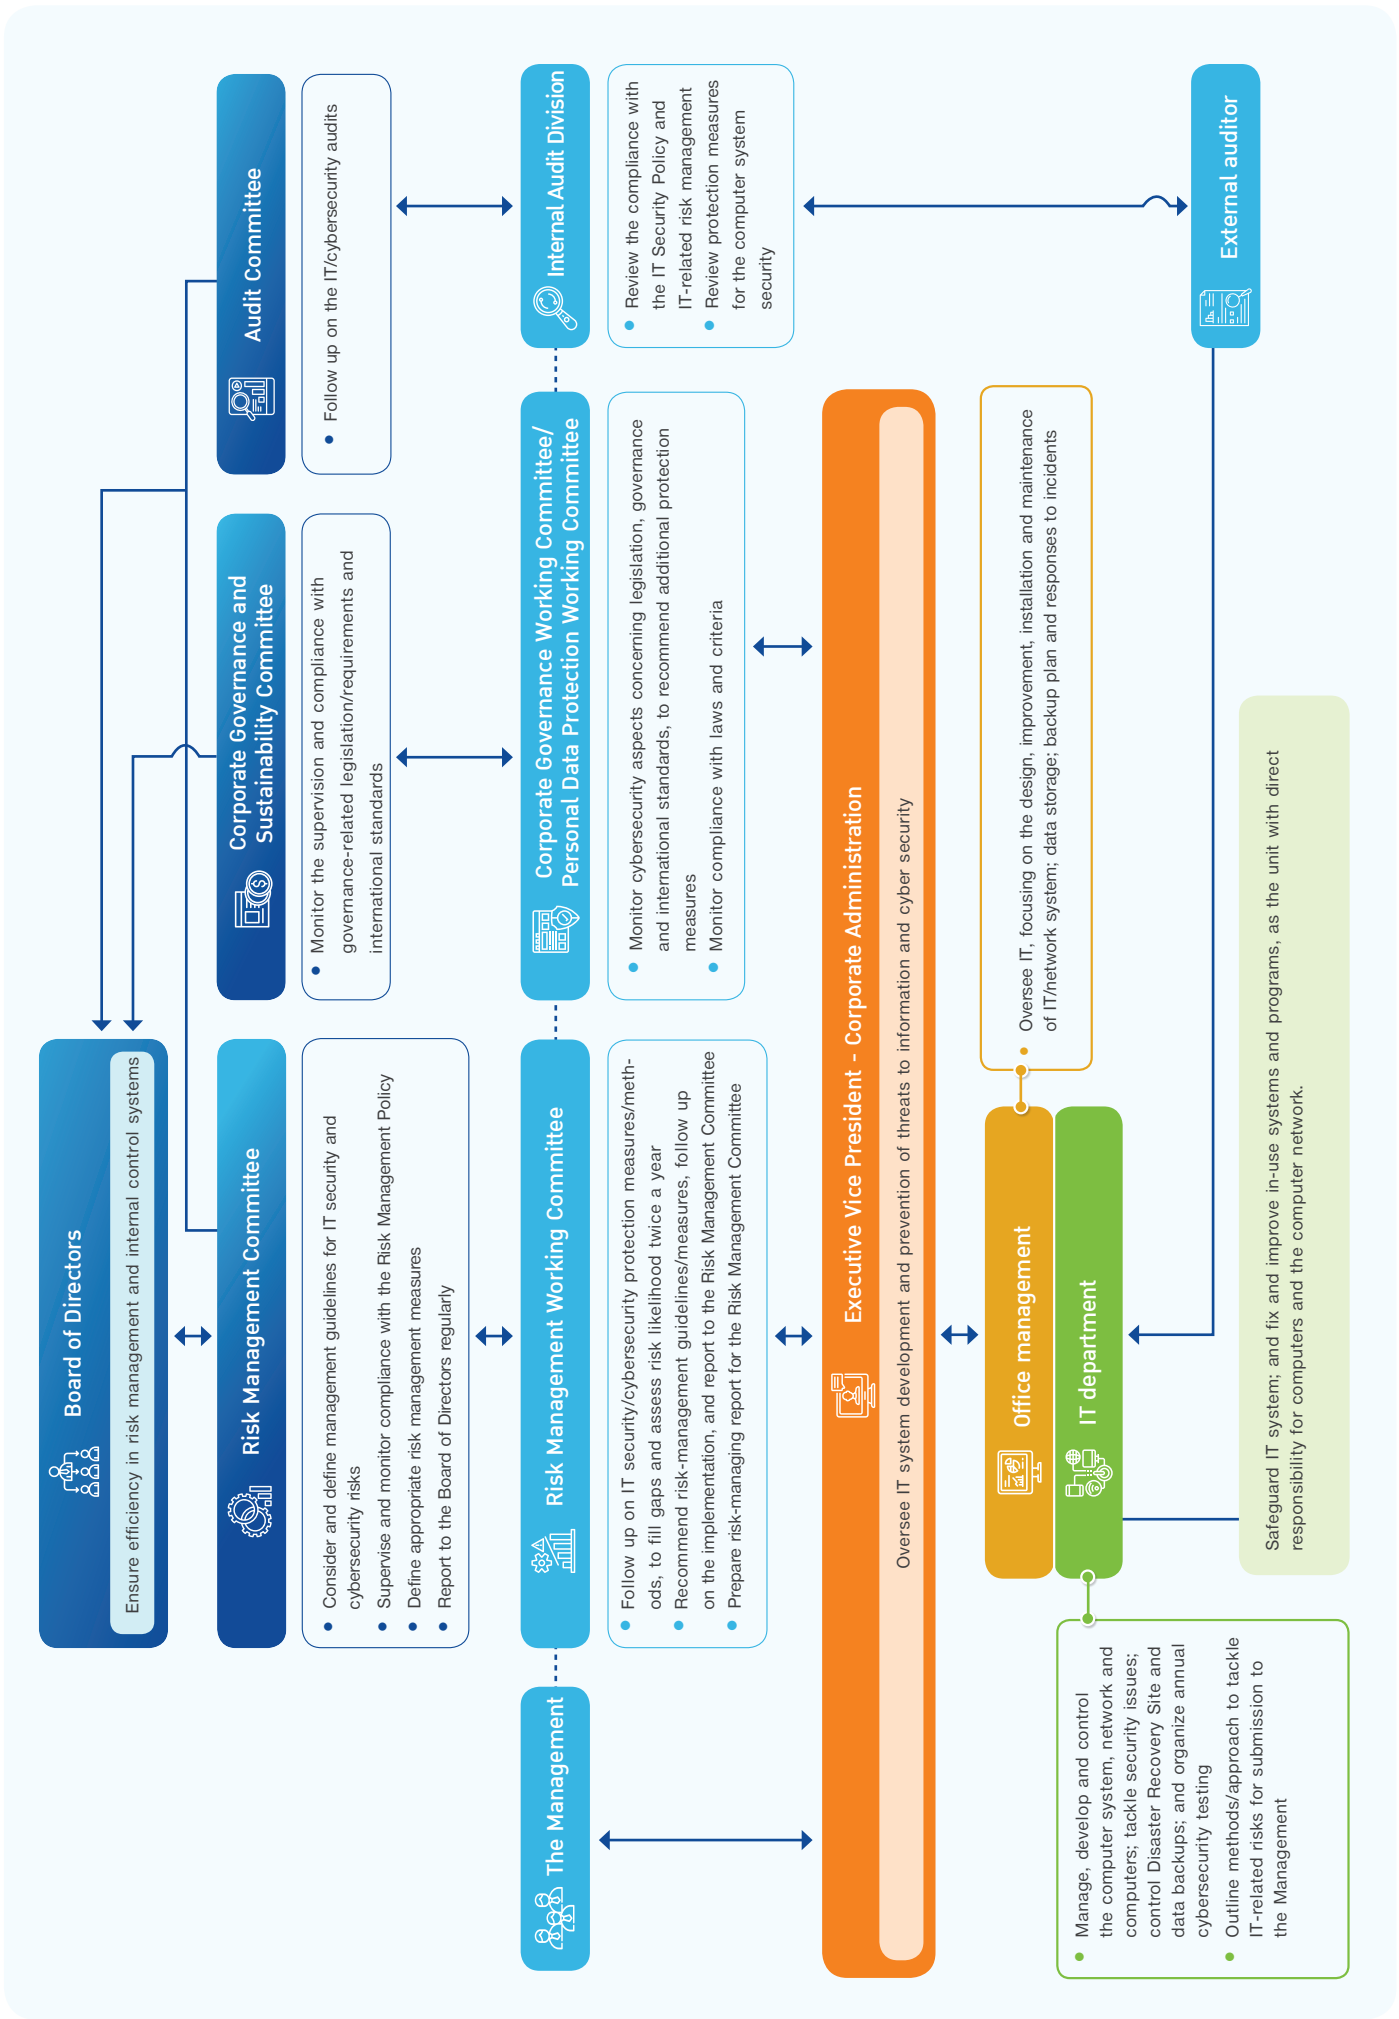 Board of Directors
Ensure efficiency in risk management and internal control systems
Risk Management Committee
Consider and define management guidelines for IT security and
cybersecurity risks
Supervise and monitor compliance with the Risk Management Policy
Define appropriate risk management measures
Report to the Board of Directors regularly
Corporate Governance and
Sustainability Committee
Monitor the supervision and compliance with
governance-related legislation/requirements and
international standards
Audit Committee
Follow up on the IT/cybersecurity audits
The Management
Risk Management Working Committee
Follow up on IT security/cybersecurity protection measures/meth-
ods, to fill gaps and assess risk likelihood twice a year
Recommend risk-management guidelines/measures, follow up
on the implementation, and report to the Risk Management Committee
Prepare risk-managing report for the Risk Management Committee
Corporate Governance Working Committee/
Personal Data Protection Working Committee
Monitor cybersecurity aspects concerning legislation, governance
and international standards, to recommend additional protection
measures
Monitor compliance with laws and criteria
Internal Audit Division
Review the compliance with
the IT Security Policy and
IT-related risk management
Review protection measures
for the computer system
security
Executive Vice President - Corporate Administration
Oversee IT system development and prevention of threats to information and cyber security
Office management
Oversee IT, focusing on the design, improvement, installation and maintenance
of IT/network system; data storage; backup plan and responses to incidents
IT department
Manage, develop and control
the computer system, network and
computers; tackle security issues;
control Disaster Recovery Site and
data backups; and organize annual
cybersecurity testing
Outline methods/approach to tackle
IT-related risks for submission to
the Management
Safeguard IT system; and fix and improve in-use systems and programs, as the unit with direct
responsibility for computers and the computer network.
External auditor